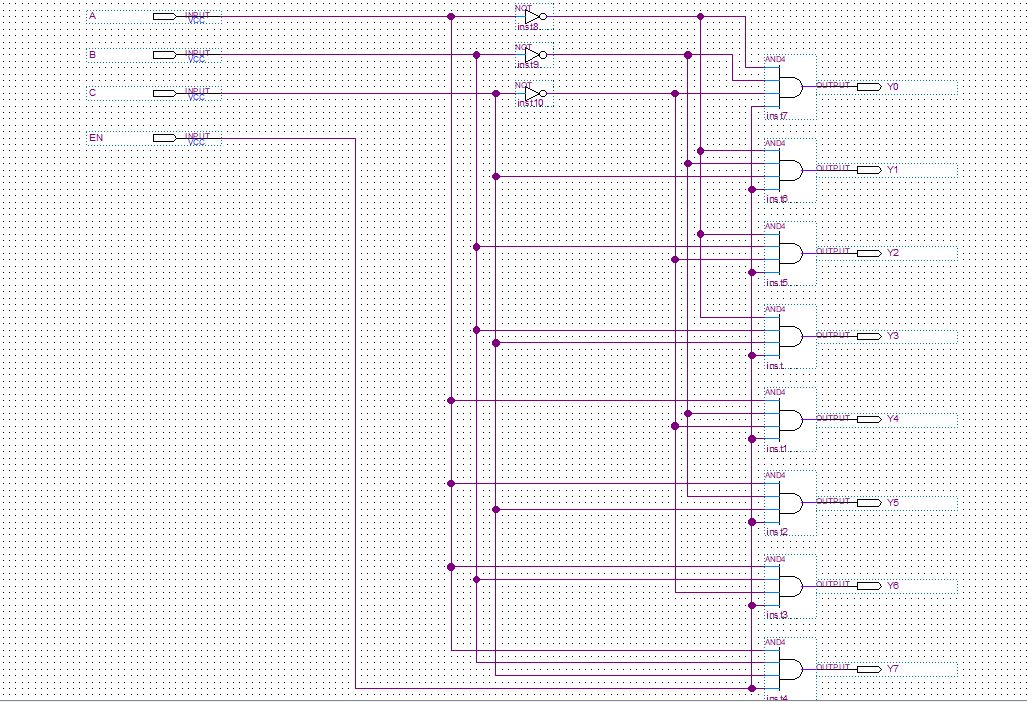 A INPUT VCC NOT inst8
B INPUT VCC NOT inst9
C INPUT VCC NOT inst10
EN INPUT VCC
AND4 inst7 OUTPUT Y0
AND4 inst6 OUTPUT Y1
AND4 inst5 OUTPUT Y2
AND4 inst OUTPUT Y3
AND4 inst1 OUTPUT Y4
AND4 inst2 OUTPUT Y5
AND4 inst3 OUTPUT Y6
AND4 inst4 OUTPUT Y7